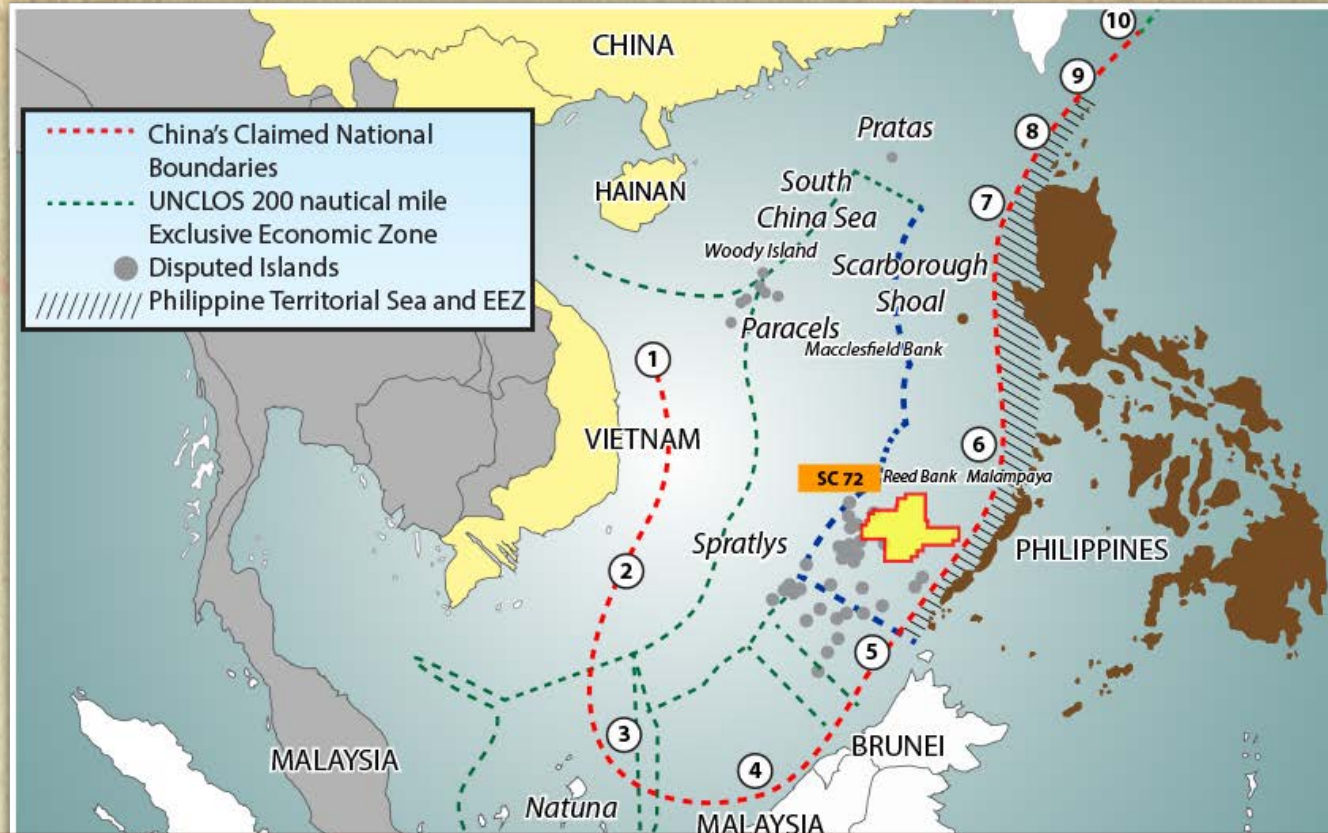 CHINA
10
9
8
7
China's Claimed National
Boundaries
UNCLOS 200 nautical mile
Exclusive Economic Zone
Disputed Islands
Philippine Territorial Sea and EEZ
HAINAN
Pratas
South
China Sea
Woody Island
Scarborough
Shoal
Paracels
Macclesfield Bank
1
VIETNAM
6
SC 72
Reed Bank
Malampaya
Spratlys
2
PHILIPPINES
5
3
4
MALAYSIA
BRUNEI
Natuna
MALAYSIA